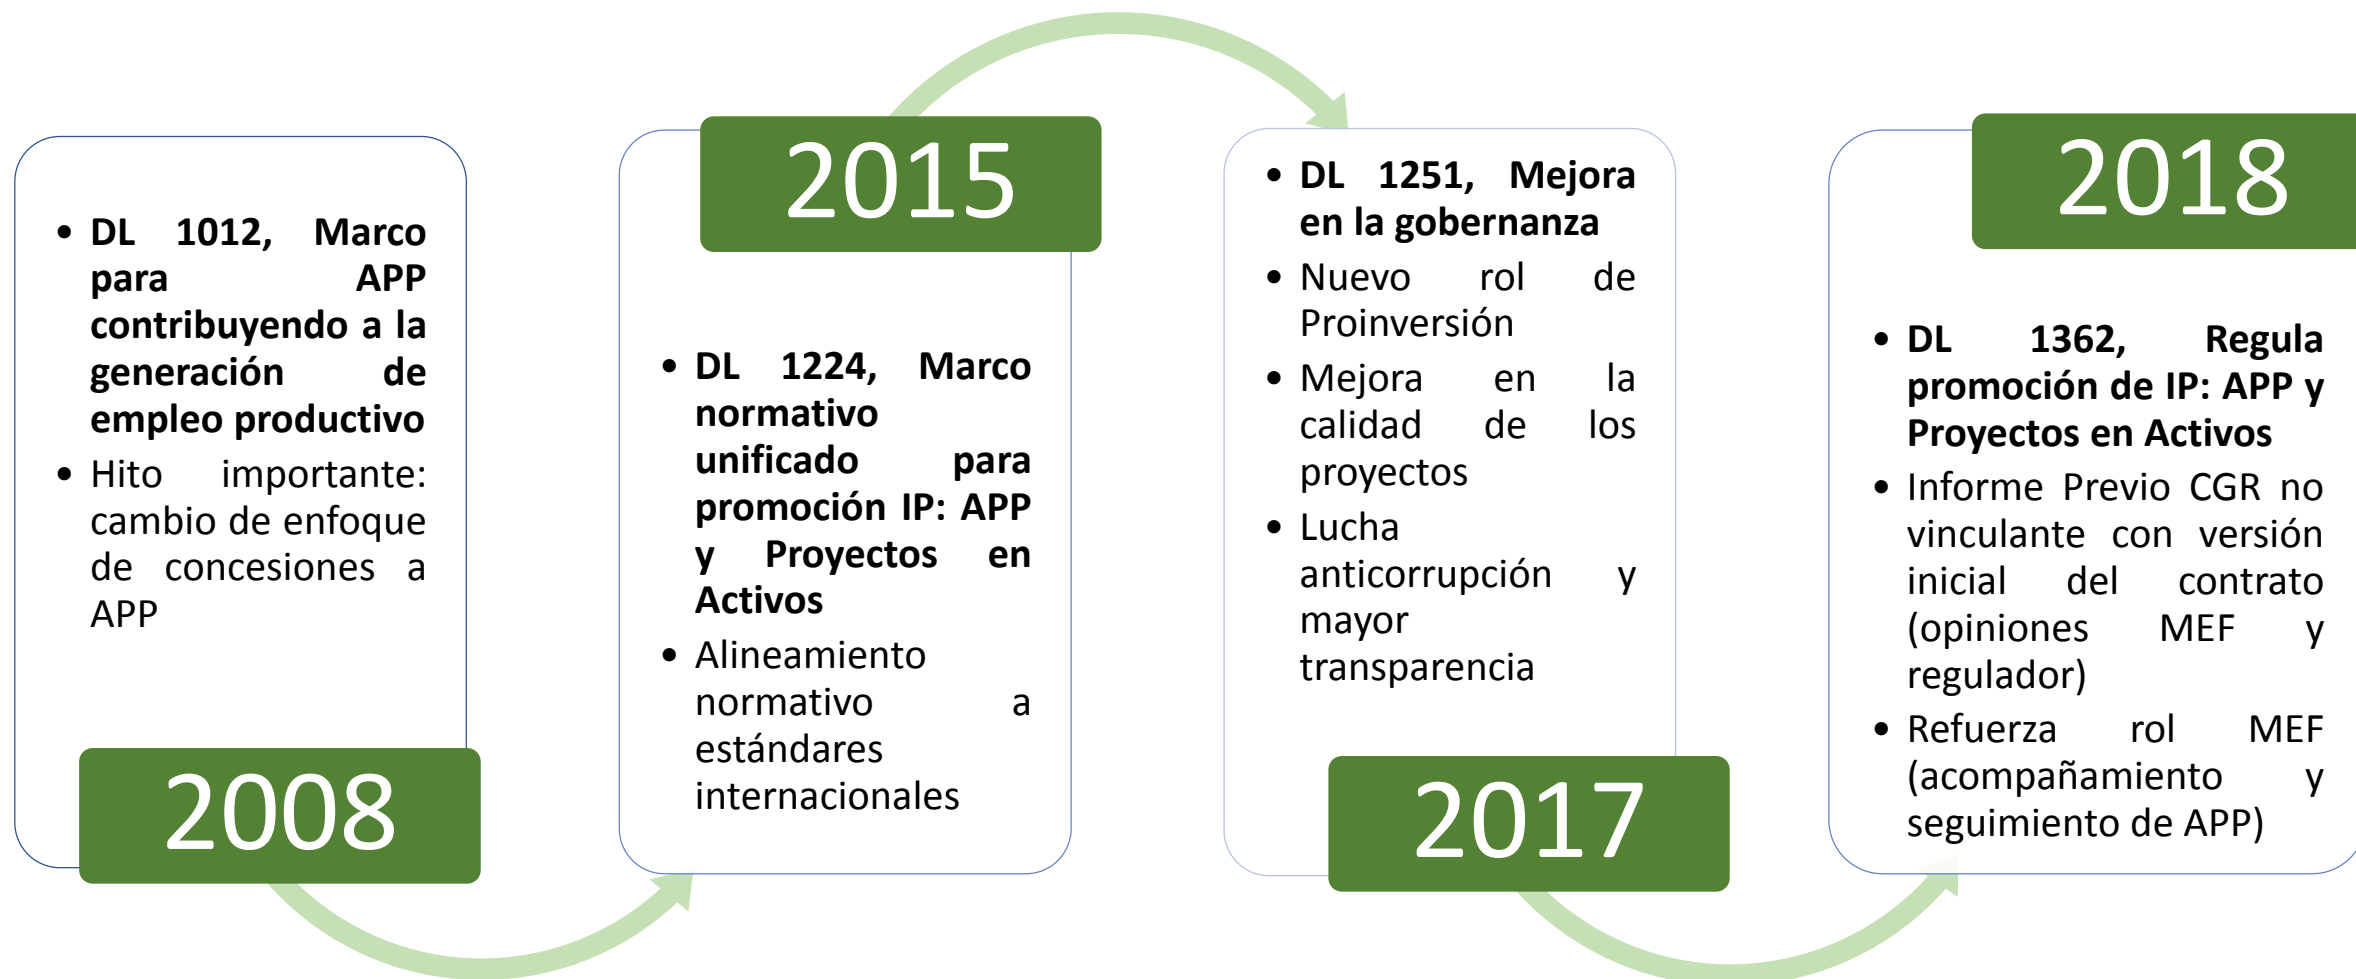 • DL 1012, Marco
para APP
contribuyendo a la
generación de
empleo productivo
• Hito importante:
cambio de enfoque
de concesiones a
APP
2008
2015
• DL 1224, Marco
normativo
unificado para
promoción IP: APP
y Proyectos en
Activos
• Alineamiento
normativo a
estándares
internacionales
• DL 1251, Mejora
en la gobernanza
• Nuevo rol de
Proinversión
• Mejora en la
calidad de los
proyectos
• Lucha
anticorrupción y
mayor
transparencia
2017
2018
• DL 1362, Regula
promoción de IP: APP y
Proyectos en Activos
• Informe Previo CGR no
vinculante con versión
inicial del contrato
(opiniones MEF y
regulador)
• Refuerza rol MEF
(acompañamiento y
seguimiento de APP)